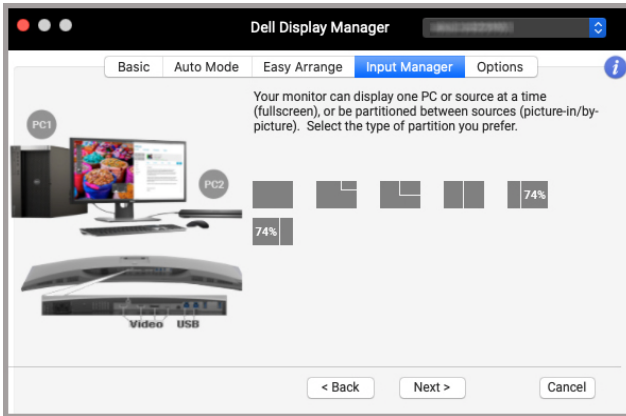 Dell Display Manager
Basic
Auto Mode
Easy Arrange
Input Manager
Options
i
PC1
PC2
Your monitor can display one PC or source at a time
(fullscreen), or be partitioned between sources (picture-in/by-
picture). Select the type of partition you prefer.
74%
74%
Video
USB
< Back
Next >
Cancel